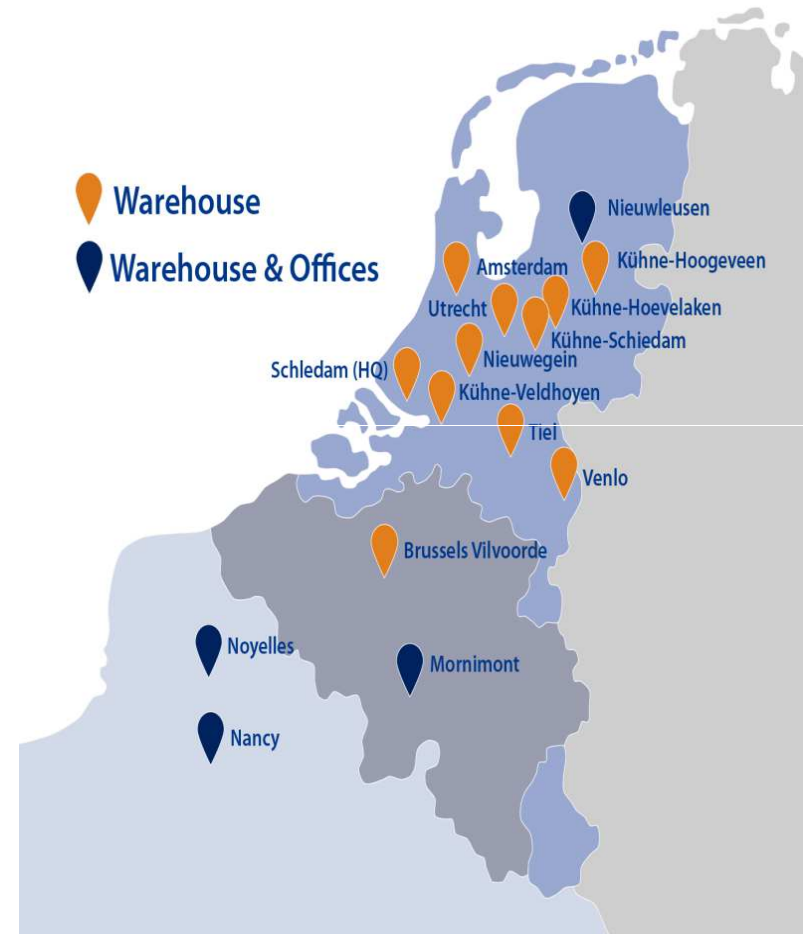 Warehouse
Warehouse & Offices
Nieuwleusen
Kühne-Hoogeveen
Amsterdam
Utrecht
Kühne-Hoevelaken
Kühne-Schiedam
Nieuwegein
Schledam (HQ)
Kühne-Veldhoyen
Tiel
Venlo
Brussels Vilvoorde
Noyelles
Mornimont
Nancy